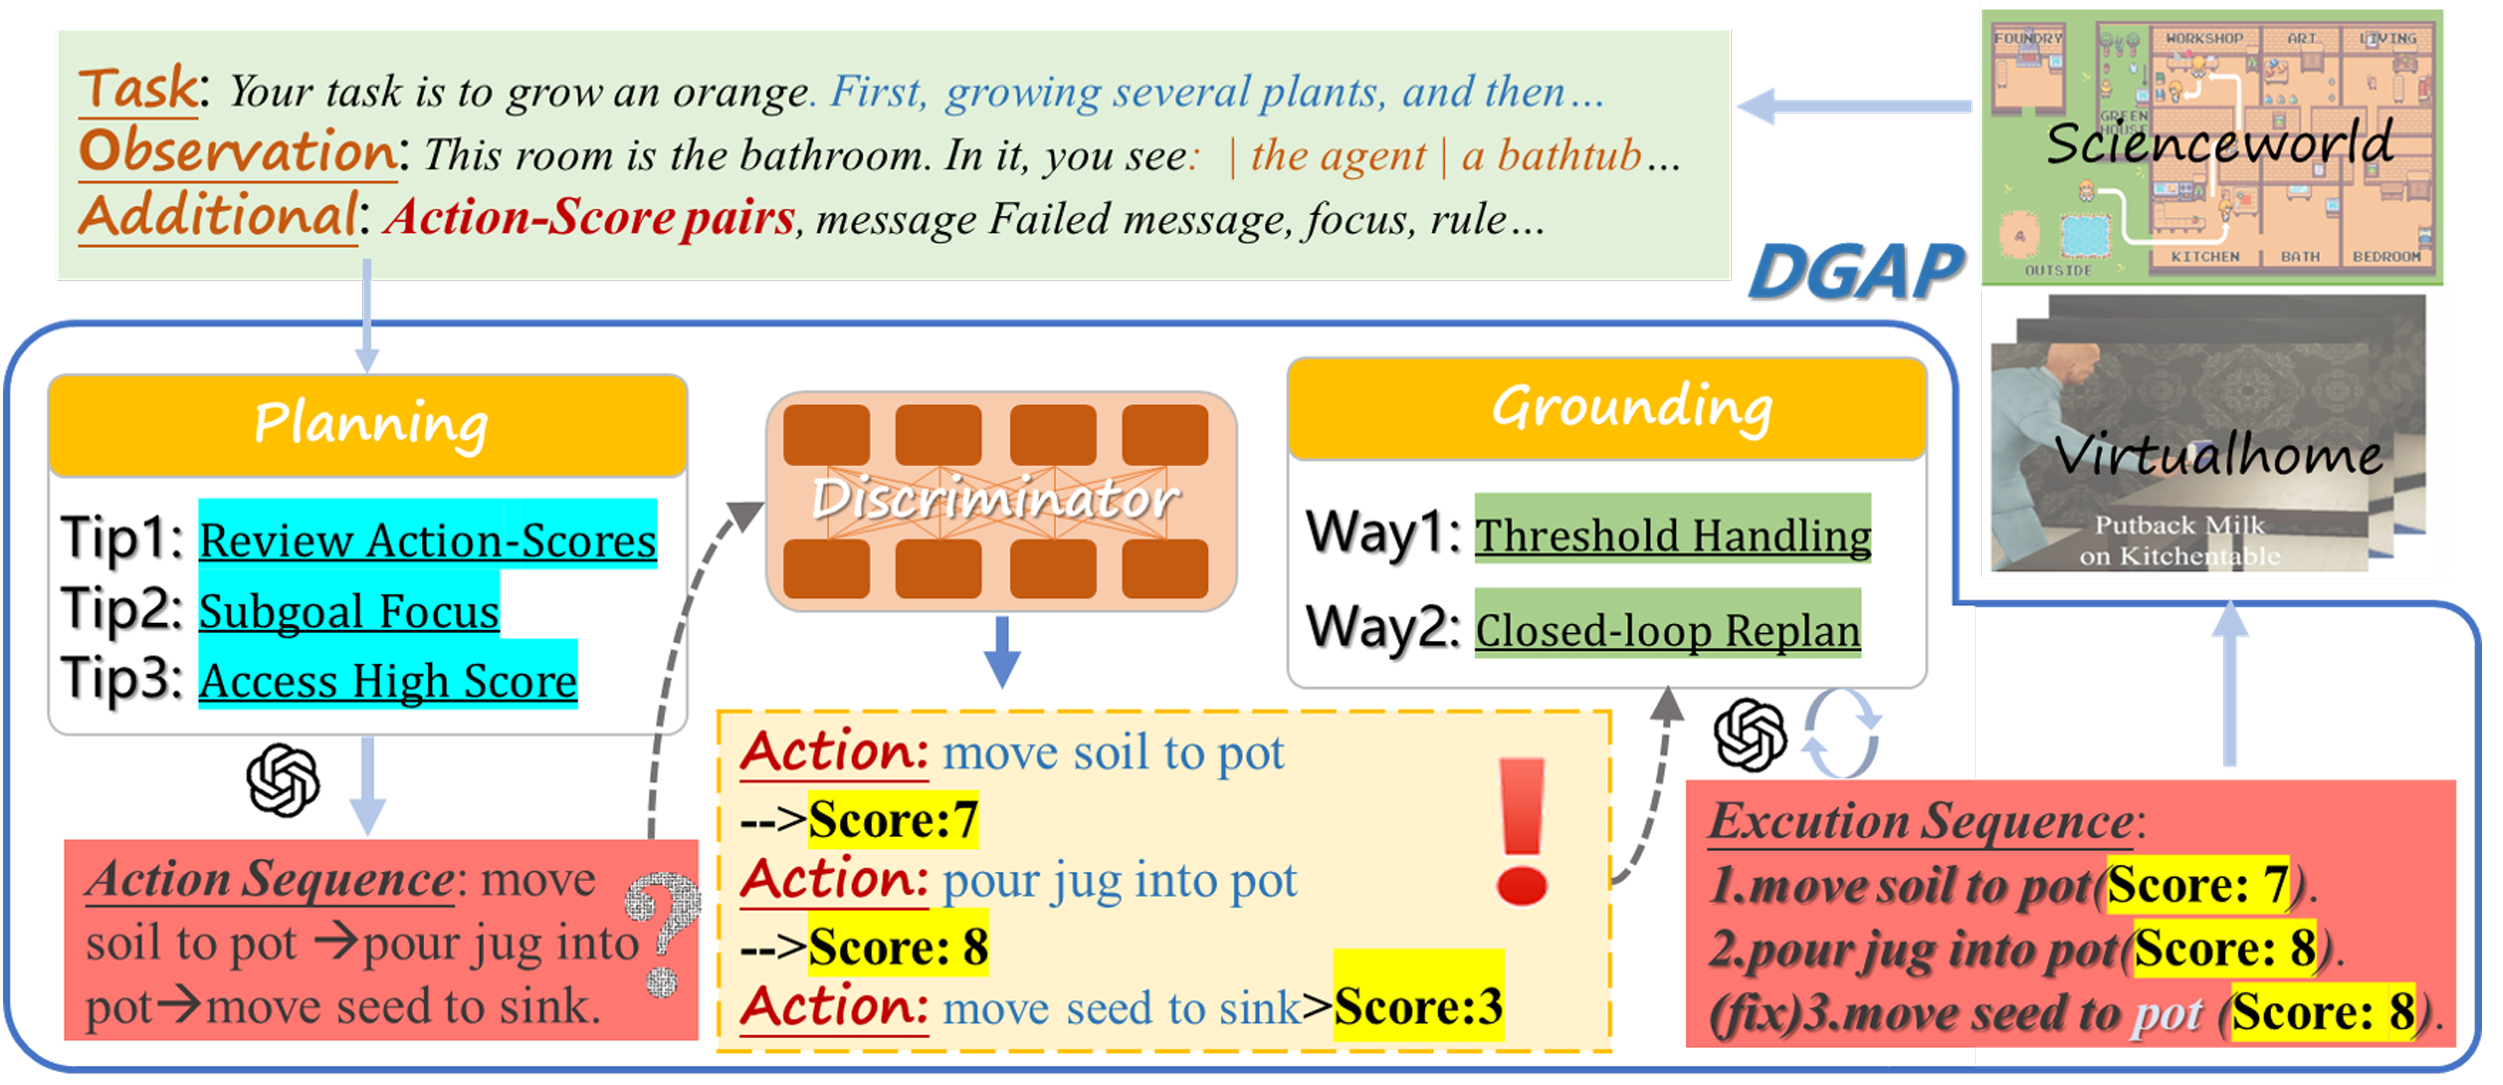 Task: Your task is to grow an orange. First, growing several plants, and then...
Observation: This room is the bathroom. In it, you see: | the agent | a bathtub...
Additional: Action-Score pairs, message Failed message, focus, rule...
FOUNDRY
WORKSHOP
ART
LIVING
GREEN
HOUSE
Scienceworld
A
OUTSIDE
KITCHEN
BATH
BEDROOM
DGAP
Virtualhome
Putback Milk
on Kitchentable
Planning
Tip1: Review Action-Scores
Tip2: Subgoal Focus
Tip3: Access High Score
Action Sequence: move
soil to pot →pour jug into
pot→move seed to sink.
?
Discriminator
Action: move soil to pot
-->Score:7
Action: pour jug into pot
-->Score: 8
Action: move seed to sink>Score:3
!
Grounding
Way1: Threshold Handling
Way2: Closed-loop Replan
Excution Sequence:
1.move soil to pot(Score: 7).
2.pour jug into pot(Score: 8).
(fix)3.move seed to pot (Score: 8).